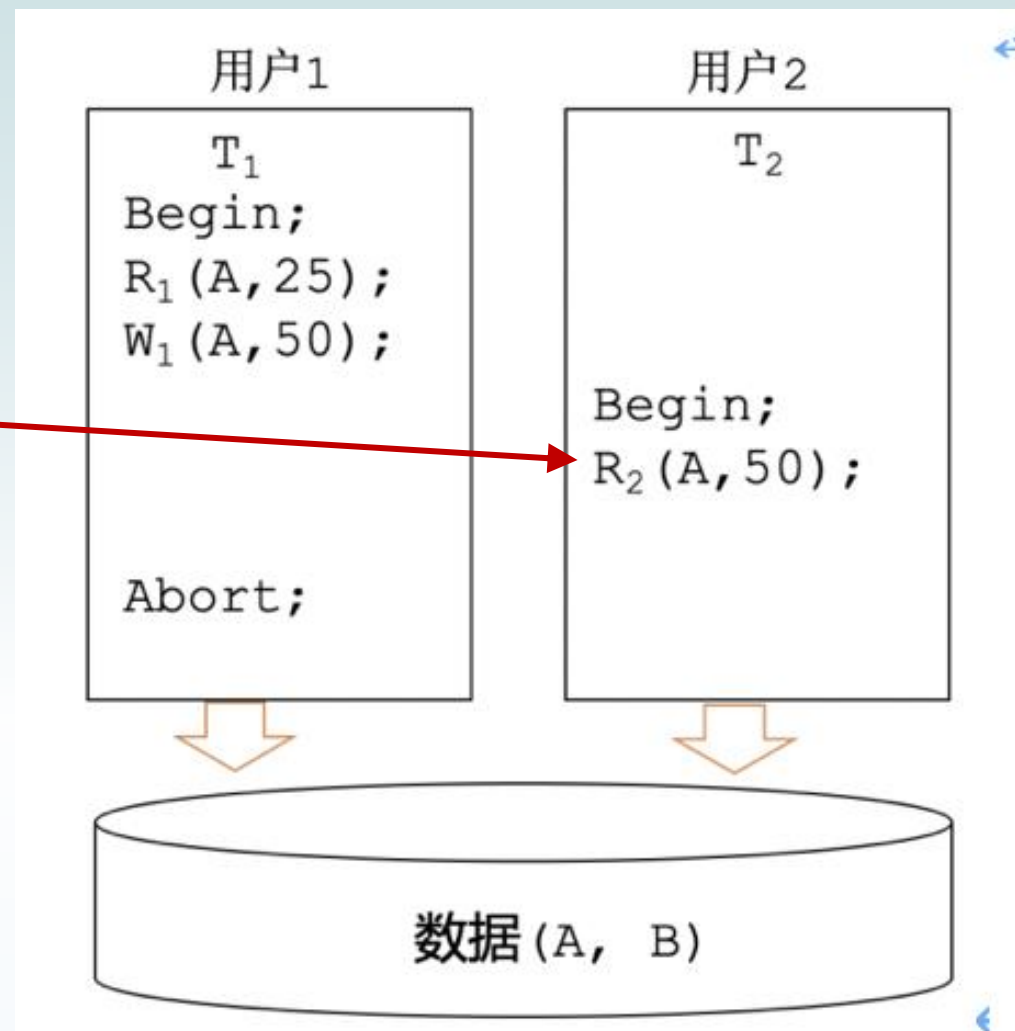 用户1
T₁
Begin;
R₁(A,25);
W₁(A,50);
Abort;
用户2
T₂
Begin;
R₂(A,50);
数据(A, B)